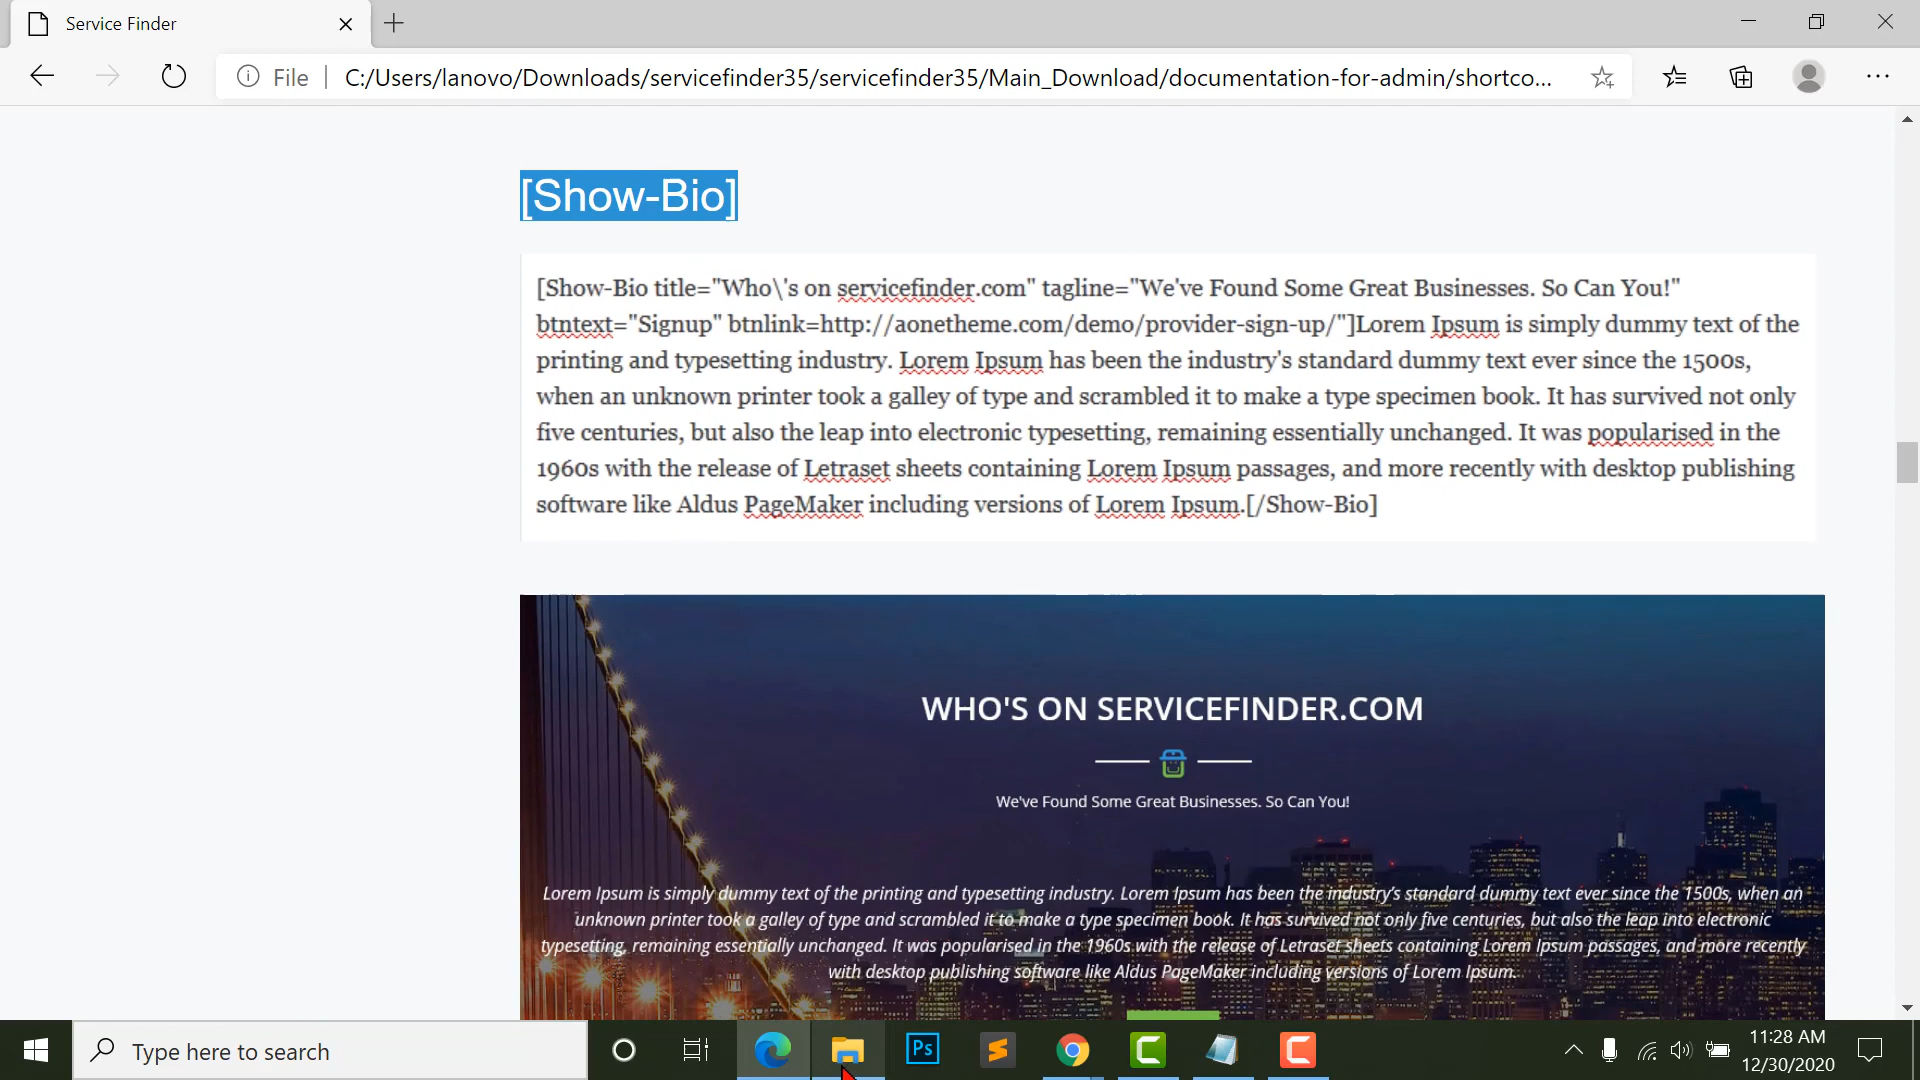 Service Finder
File
C:/Users/lanovo/Downloads/servicefinder35/servicefinder35/Main_Download/documentation-for-admin/shortco...
[Show-Bio]
[Show-Bio title="Who\'s on servicefinder.com" tagline="We've Found Some Great Businesses. So Can You!"
btntext="Signup" btnlink=http://aonetheme.com/demo/provider-sign-up/"]Lorem Ipsum is simply dummy text of the
printing and typesetting industry. Lorem Ipsum has been the industry's standard dummy text ever since the 1500s,
when an unknown printer took a galley of type and scrambled it to make a type specimen book. It has survived not only
five centuries, but also the leap into electronic typesetting, remaining essentially unchanged. It was popularised in the
1960s with the release of Letraset sheets containing Lorem Ipsum passages, and more recently with desktop publishing
software like Aldus PageMaker including versions of Lorem Ipsum.[/Show-Bio]
WHO'S ON SERVICEFINDER.COM
We've Found Some Great Businesses. So Can You!
Lorem Ipsum is simply dummy text of the printing and typesetting industry. Lorem Ipsum has been the industry's standard dummy text ever since the 1500s, when an
unknown printer took a galley of type and scrambled it to make a type specimen book. It has survived not only five centuries, but also the leap into electronic
typesetting, remaining essentially unchanged. It was popularised in the 1960s with the release of Letraset sheets containing Lorem Ipsum passages, and more recently
with desktop publishing software like Aldus PageMaker including versions of Lorem Ipsum.
Type here to search
Ps
11:28 AM
12/30/2020